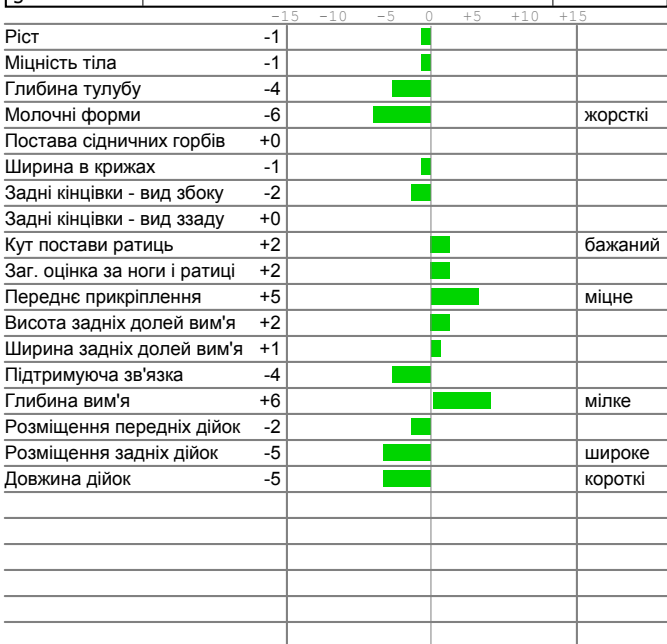 -15 -10 -5 0 +5 +10 +15
Ріст -1
Міцність тіла -1
Глибина тулубу -4
Молочні форми -6 жорсткі
Постава сідничних горбів +0
Ширина в крижах -1
Задні кінцівки - вид збоку -2
Задні кінцівки - вид ззаду +0
Кут постави ратиць +2 бажаний
Заг. оцінка за ноги і ратиці +2
Переднє прикріплення +5 міцне
Висота задніх долей вим'я +2
Ширина задніх долей вим'я +1
Підтримуюча зв'язка -4
Глибина вим'я +6 мілке
Розміщення передніх дійок -2
Розміщення задніх дійок -5 широке
Довжина дійок -5 короткі